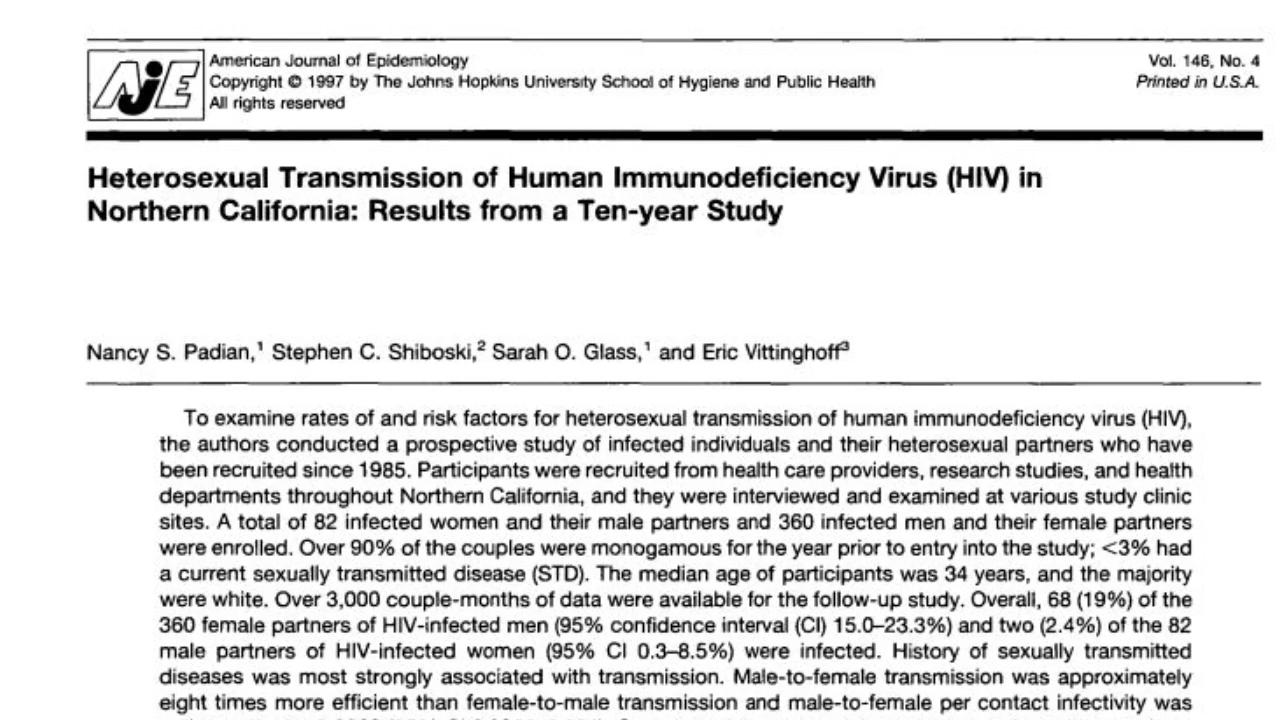 AJE
American Journal of Epidemiology
Copyright © 1997 by The Johns Hopkins University School of Hygiene and Public Health
All rights reserved
Vol. 146, No. 4
Printed in U.S.A.
Heterosexual Transmission of Human Immunodeficiency Virus (HIV) in
Northern California: Results from a Ten-year Study
Nancy S. Padian,¹ Stephen C. Shiboski,² Sarah O. Glass,¹ and Eric Vittinghoff³
To examine rates of and risk factors for heterosexual transmission of human immunodeficiency virus (HIV),
the authors conducted a prospective study of infected individuals and their heterosexual partners who have
been recruited since 1985. Participants were recruited from health care providers, research studies, and health
departments throughout Northern California, and they were interviewed and examined at various study clinic
sites. A total of 82 infected women and their male partners and 360 infected men and their female partners
were enrolled. Over 90% of the couples were monogamous for the year prior to entry into the study; <3% had
a current sexually transmitted disease (STD). The median age of participants was 34 years, and the majority
were white. Over 3,000 couple-months of data were available for the follow-up study. Overall, 68 (19%) of the
360 female partners of HIV-infected men (95% confidence interval (CI) 15.0–23.3%) and two (2.4%) of the 82
male partners of HIV-infected women (95% CI 0.3–8.5%) were infected. History of sexually transmitted
diseases was most strongly associated with transmission. Male-to-female transmission was approximately
eight times more efficient than female-to-male transmission and male-to-female per contact infectivity was